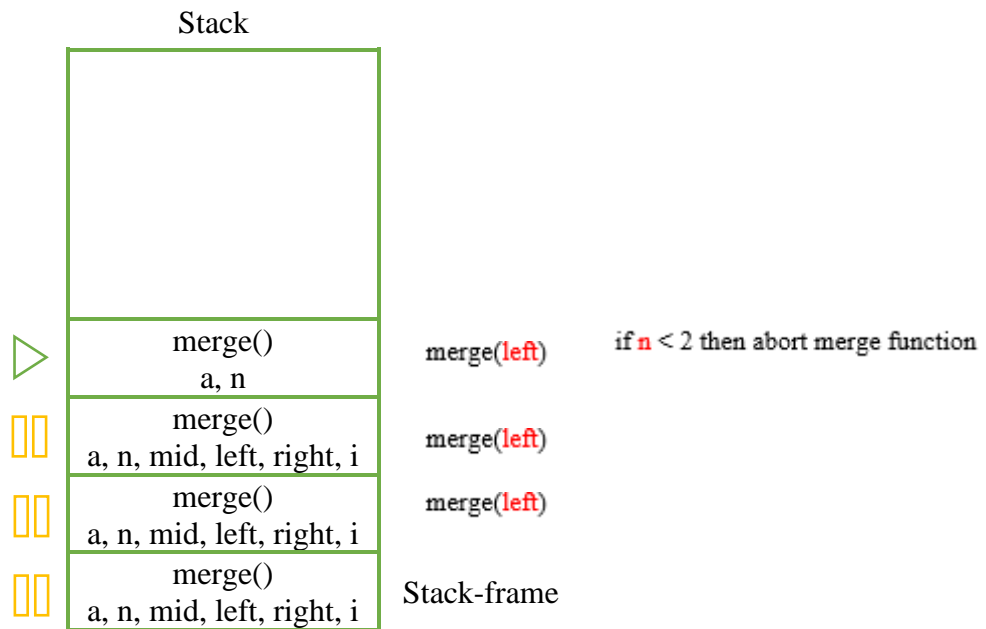 Stack
merge()
a, n
merge(left)
if n < 2 then abort merge function
merge()
a, n, mid, left, right, i
merge(left)
merge()
a, n, mid, left, right, i
merge(left)
merge()
a, n, mid, left, right, i
Stack-frame